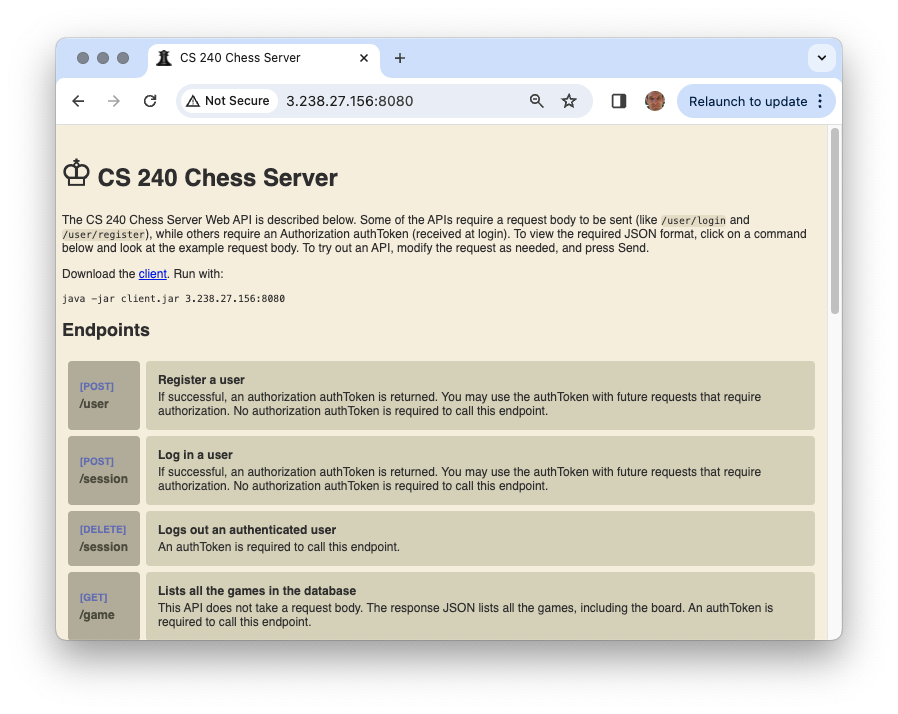 CS 240 Chess Server
Not Secure
3.238.27.156:8080
Relaunch to update
CS 240 Chess Server
The CS 240 Chess Server Web API is described below. Some of the APIs require a request body to be sent (like /user/login and
/user/register), while others require an Authorization authToken (received at login). To view the required JSON format, click on a command
below and look at the example request body. To try out an API, modify the request as needed, and press Send.
Download the client. Run with:
java -jar client.jar 3.238.27.156:8080
Endpoints
[POST]
/user
Register a user
If successful, an authorization authToken is returned. You may use the authToken with future requests that require
authorization. No authorization authToken is required to call this endpoint.
[POST]
/session
Log in a user
If successful, an authorization authToken is returned. You may use the authToken with future requests that require
authorization. No authorization authToken is required to call this endpoint.
[DELETE]
/session
Logs out an authenticated user
An authToken is required to call this endpoint.
[GET]
/game
Lists all the games in the database
This API does not take a request body. The response JSON lists all the games, including the board. An authToken is
required to call this endpoint.